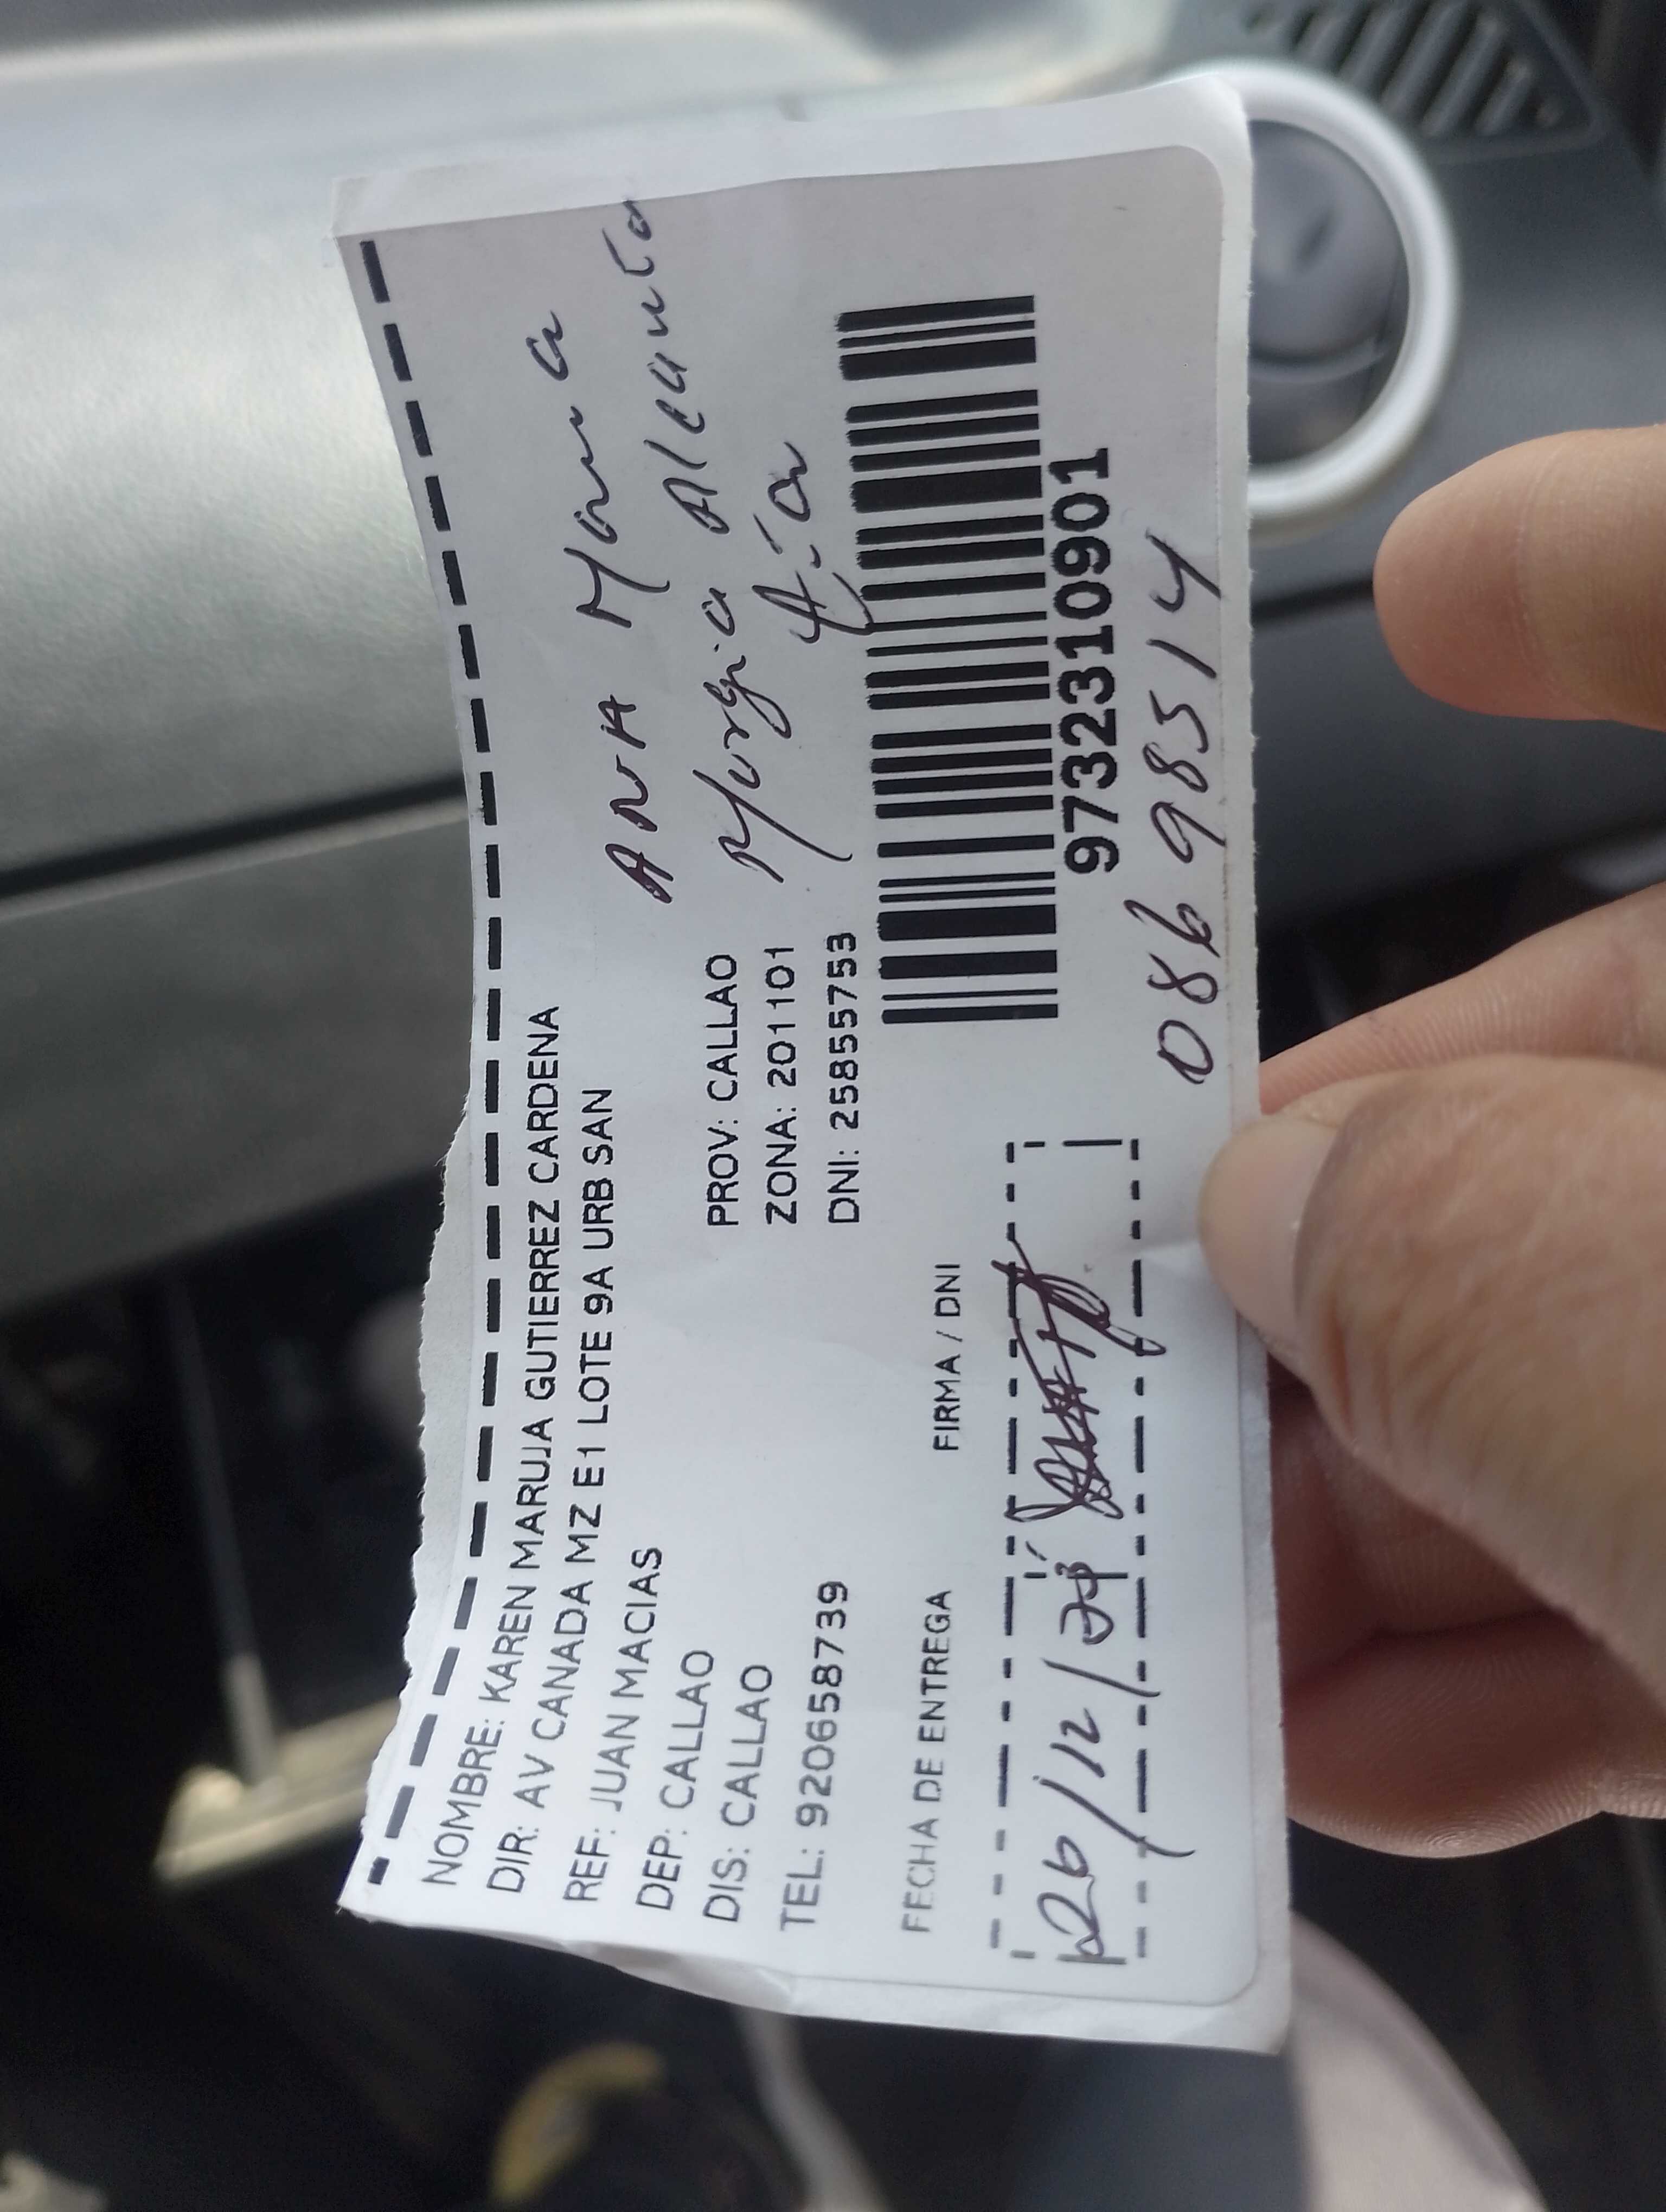 NOMBRE: KAREN MARUJA GUTIERREZ CARDENA
DIR: AV CANADA MZ E1 LOTE 9A URB SAN
REF: JUAN MACIAS
DEP: CALLAO
PROV: CALLAO
DIS: CALLAO
ZONA: 201101
TEL: 920658739
DNI: 25855753
ANA Maria
Murgia Alcanta
tia
FECHA DE ENTREGA
FIRMA / DNI
26/12/24
9732310901
08698514